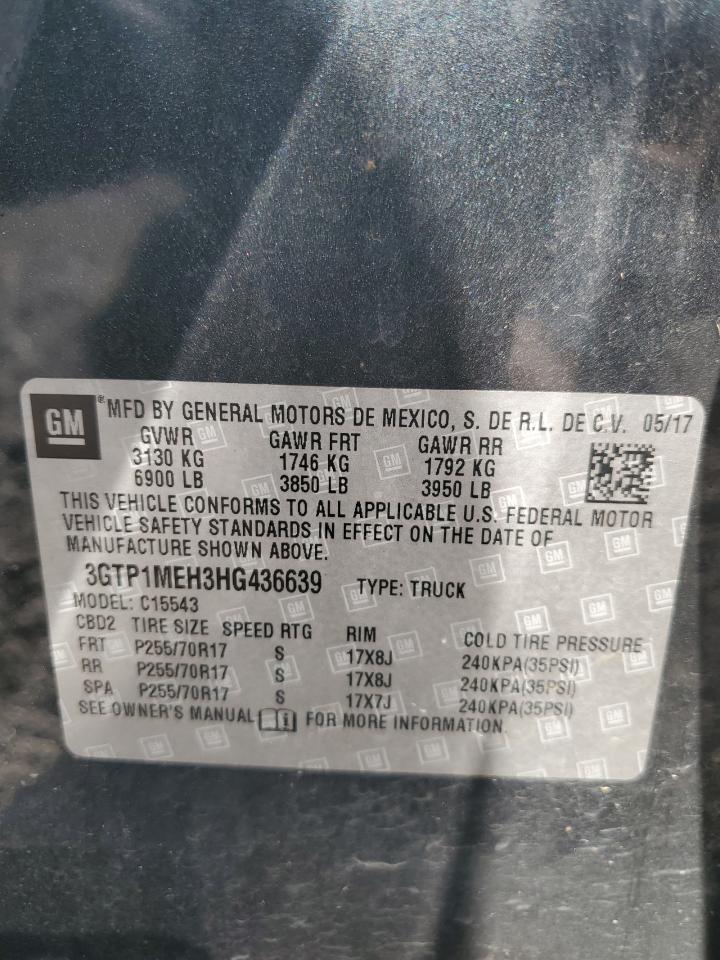 GM ® MFD BY GENERAL MOTORS DE MEXICO, S. DE R.L. DE C.V. 05/17
GVWR GAWR FRT GAWR RR
3130 KG 1746 KG 1792 KG
6900 LB 3850 LB 3950 LB
THIS VEHICLE CONFORMS TO ALL APPLICABLE U.S. FEDERAL MOTOR
VEHICLE SAFETY STANDARDS IN EFFECT ON THE DATE OF
MANUFACTURE SHOWN ABOVE.
3GTP1MEH3HG436639 TYPE: TRUCK
MODEL: C15543
CBD2 TIRE SIZE SPEED RTG RIM COLD TIRE PRESSURE
FRT P255/70R17 S 17X8J 240KPA(35PSI)
RR P255/70R17 S 17X8J 240KPA(35PSI)
SPA P255/70R17 S 17X7J 240KPA(35PSI)
SEE OWNER'S MANUAL FOR MORE INFORMATION.